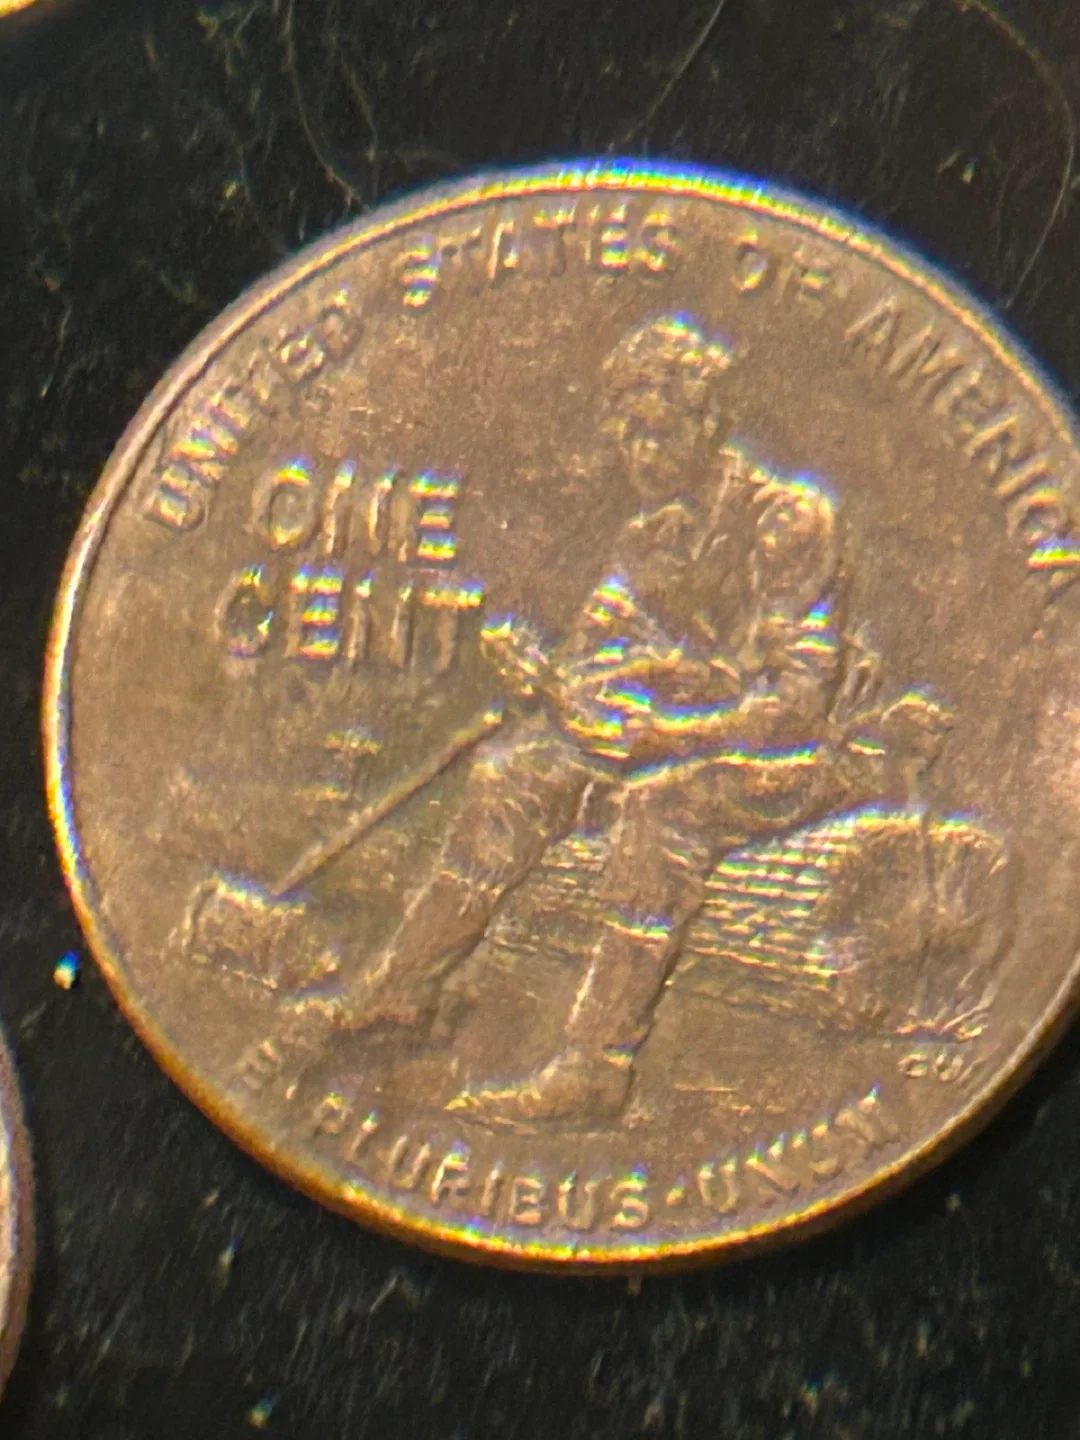 UNITED STATES OF AMERICA
ONE
CENT
E PLURIBUS · UNUM